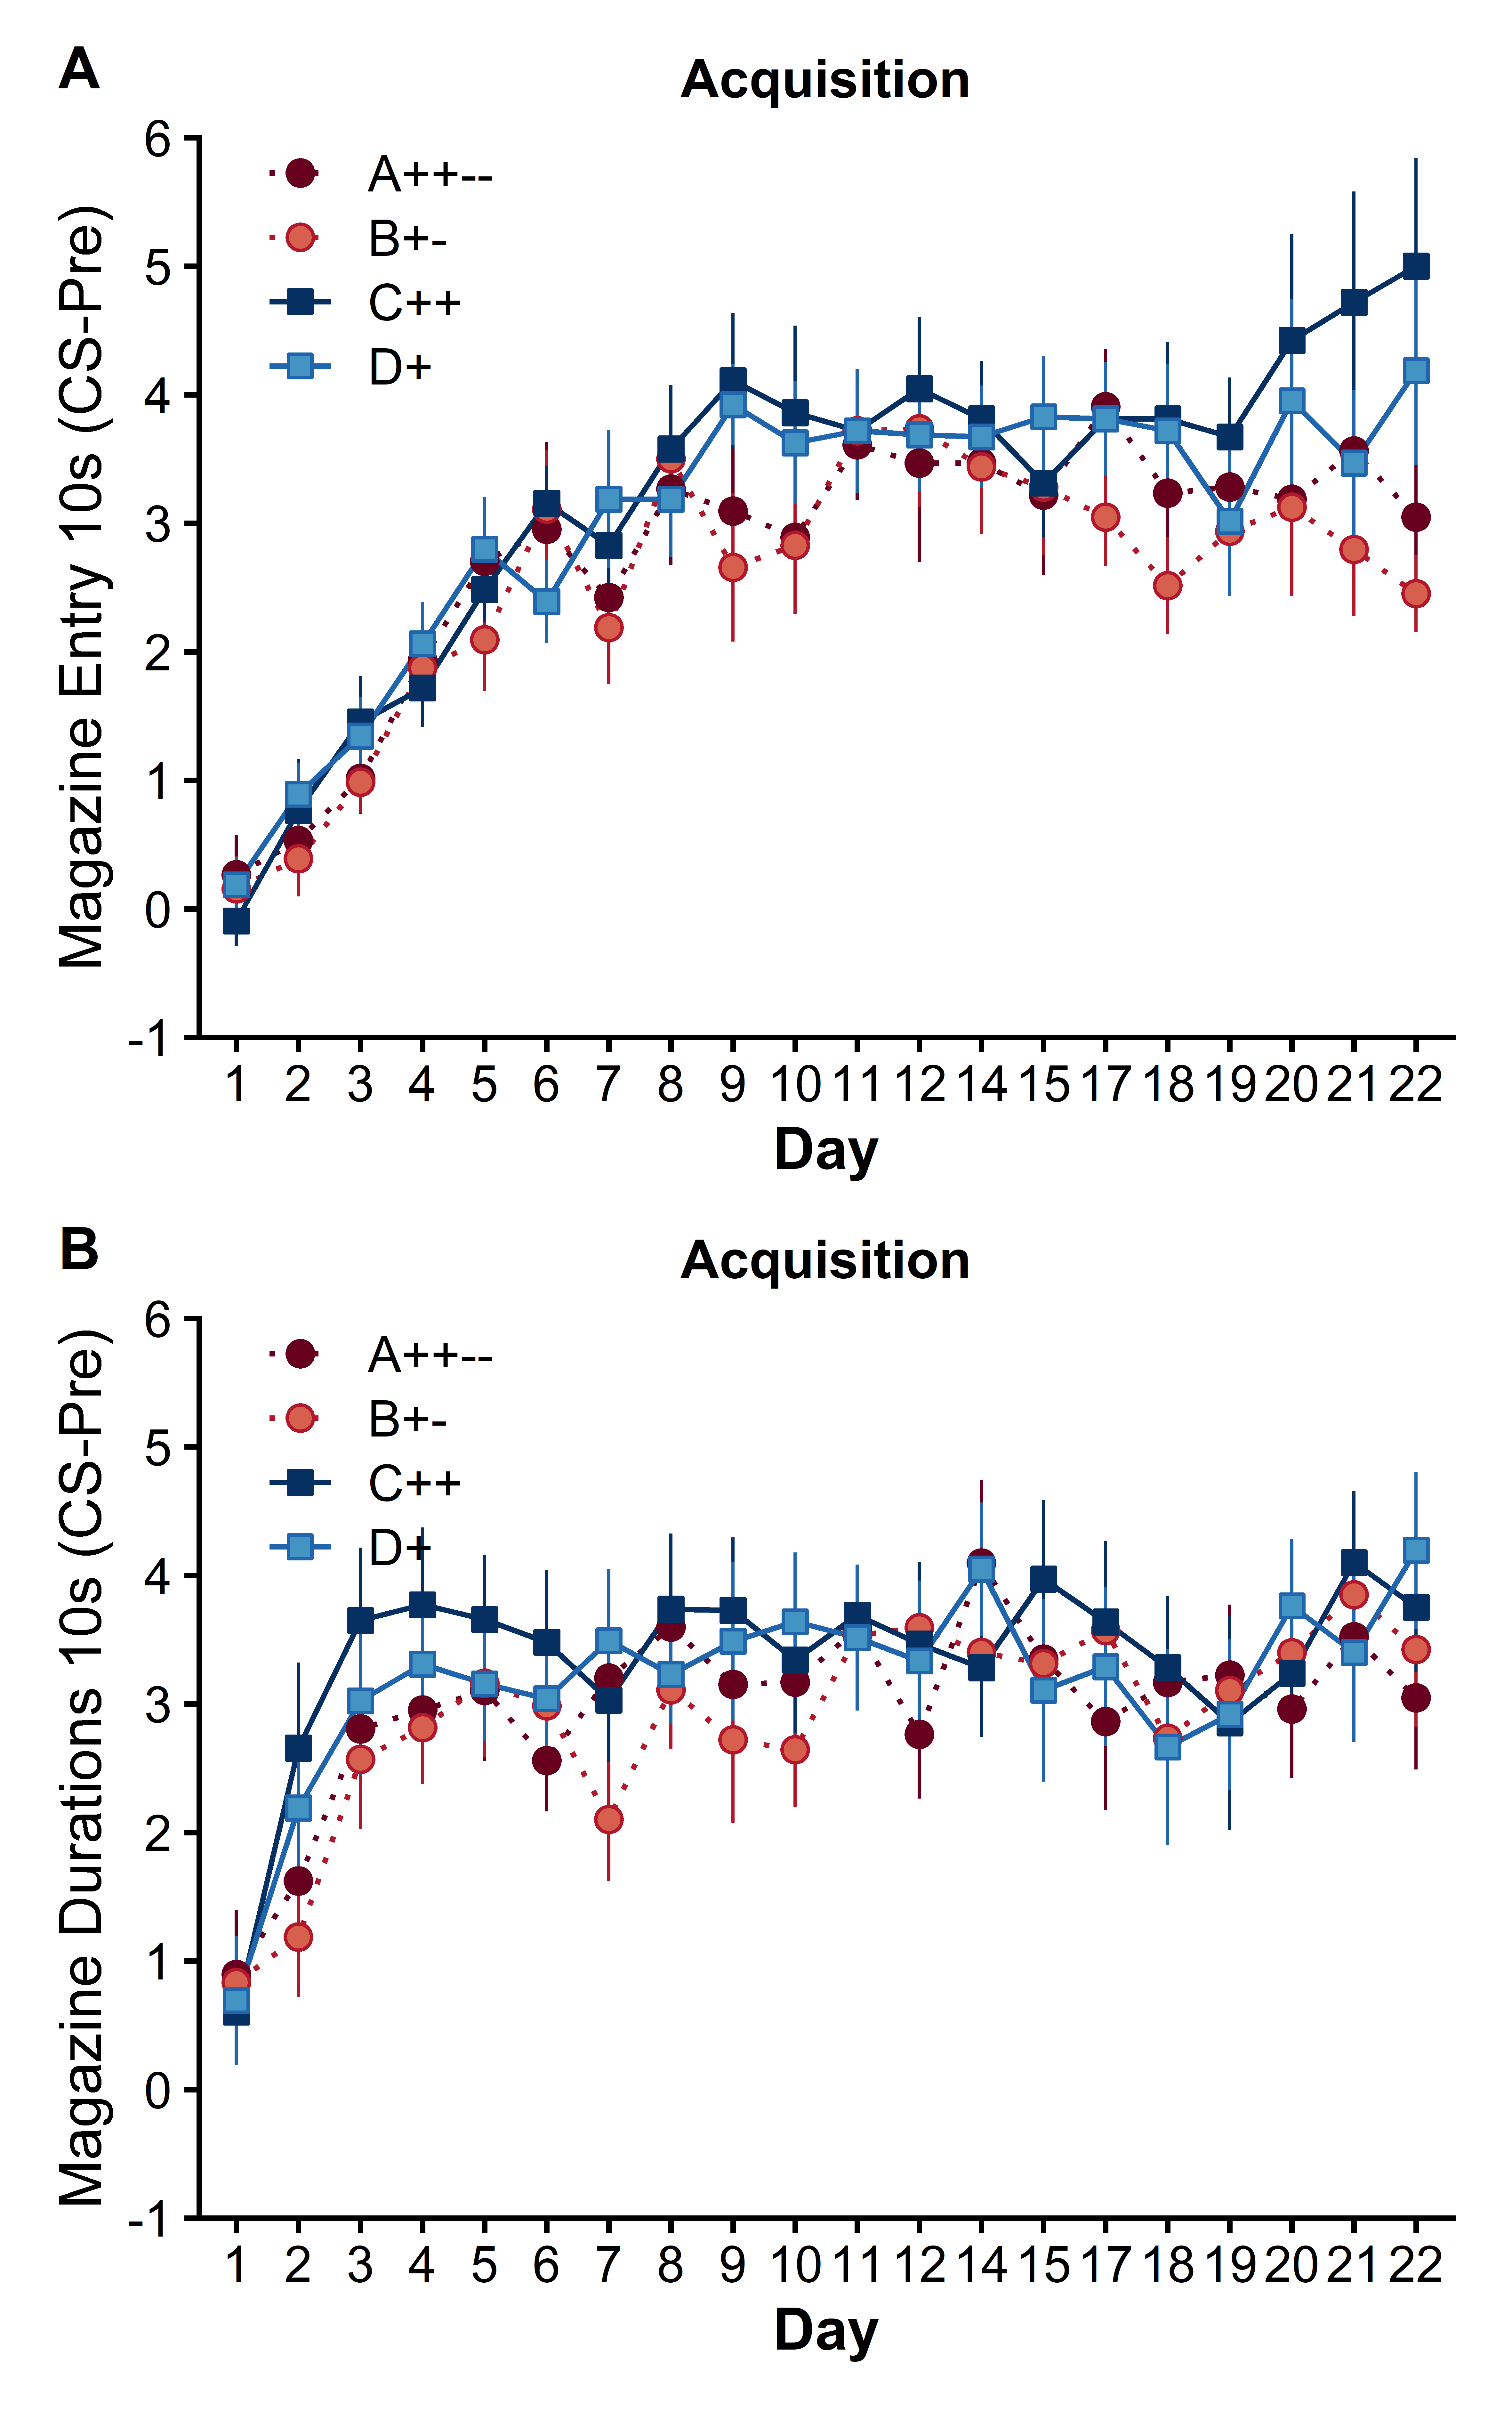 A
Acquisition
Magazine Entry 10s (CS-Pre)
6
5
4
3
2
1
0
-1
A++--
B+-
C++
D+
1 2 3 4 5 6 7 8 9 10 11 12 14 15 17 18 19 20 21 22
Day
B
Acquisition
Magazine Durations 10s (CS-Pre)
6
5
4
3
2
1
0
-1
A++--
B+-
C++
D+
1 2 3 4 5 6 7 8 9 10 11 12 14 15 17 18 19 20 21 22
Day